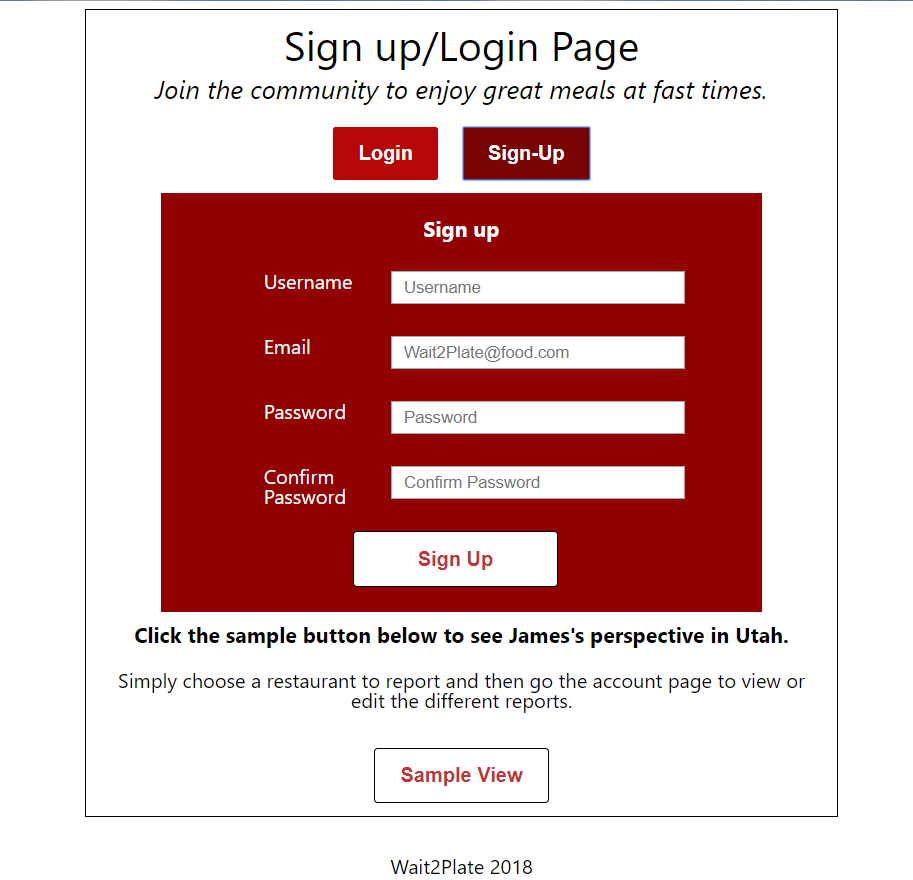 Sign up/Login Page
Join the community to enjoy great meals at fast times.
Login Sign-Up
Sign up
Username Username
Email Wait2Plate@food.com
Password Password
Confirm
Password Confirm Password
Sign Up
Click the sample button below to see James's perspective in Utah.
Simply choose a restaurant to report and then go the account page to view or
edit the different reports.
Sample View
Wait2Plate 2018